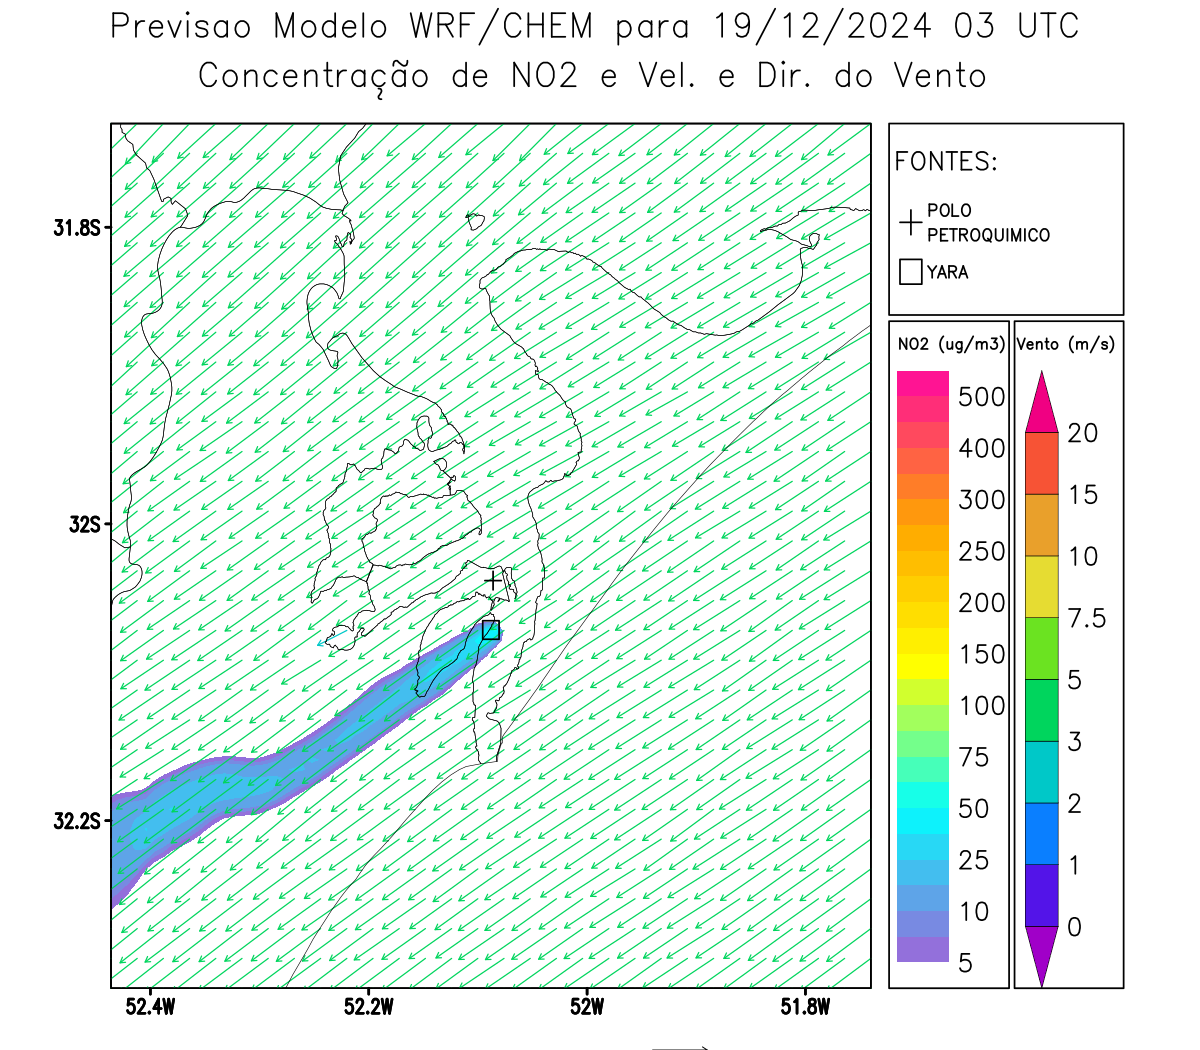 Previsao Modelo WRF/CHEM para 19/12/2024 03 UTC
Concentração de NO2 e Vel. e Dir. do Vento
FONTES:
POLO
PETROQUIMICO
YARA
NO2 (ug/m3)
500
400
300
250
200
150
100
75
50
25
10
5
Vento (m/s)
20
15
10
7.5
5
3
2
1
0
31.8S
32S
32.2S
52.4W
52.2W
52W
51.8W